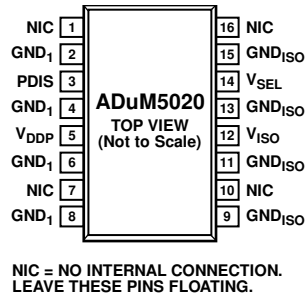 NIC 1
GND1 2
PDIS 3
GND1 4
VDDP 5
GND1 6
NIC 7
GND1 8
ADuM5020
TOP VIEW
(Not to Scale)
16 NIC
15 GNDISO
14 VSEL
13 GNDISO
12 VISO
11 GNDISO
10 NIC
9 GNDISO
NIC = NO INTERNAL CONNECTION.
LEAVE THESE PINS FLOATING.